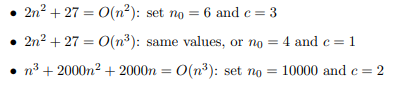 • 2n² + 27 = O(n²): set n₀ = 6 and c = 3
• 2n² + 27 = O(n³): same values, or n₀ = 4 and c = 1
• n³ + 2000n² + 2000n = O(n³): set n₀ = 10000 and c = 2